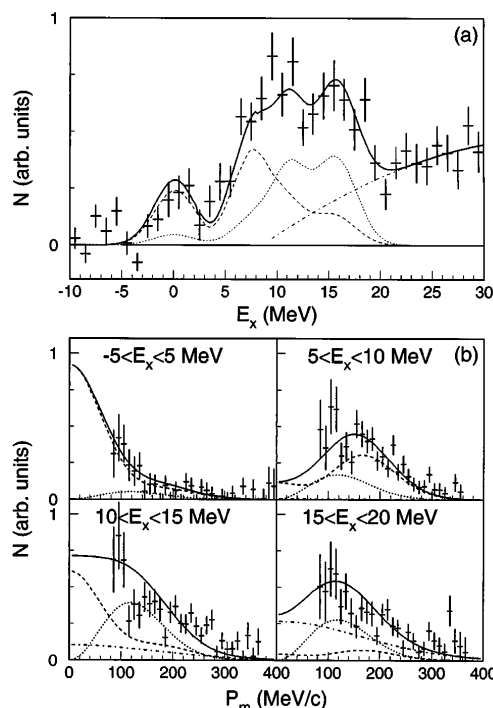 1
(a)
N (arb. units)
0
-10 -5 0 5 10 15 20 25 30
E_x (MeV)
1
-5<E_x<5 MeV
5<E_x<10 MeV
(b)
0
10<E_x<15 MeV
15<E_x<20 MeV
N (arb. units)
0
0 100 200 300 400 0 100 200 300 400
P_m (MeV/c)